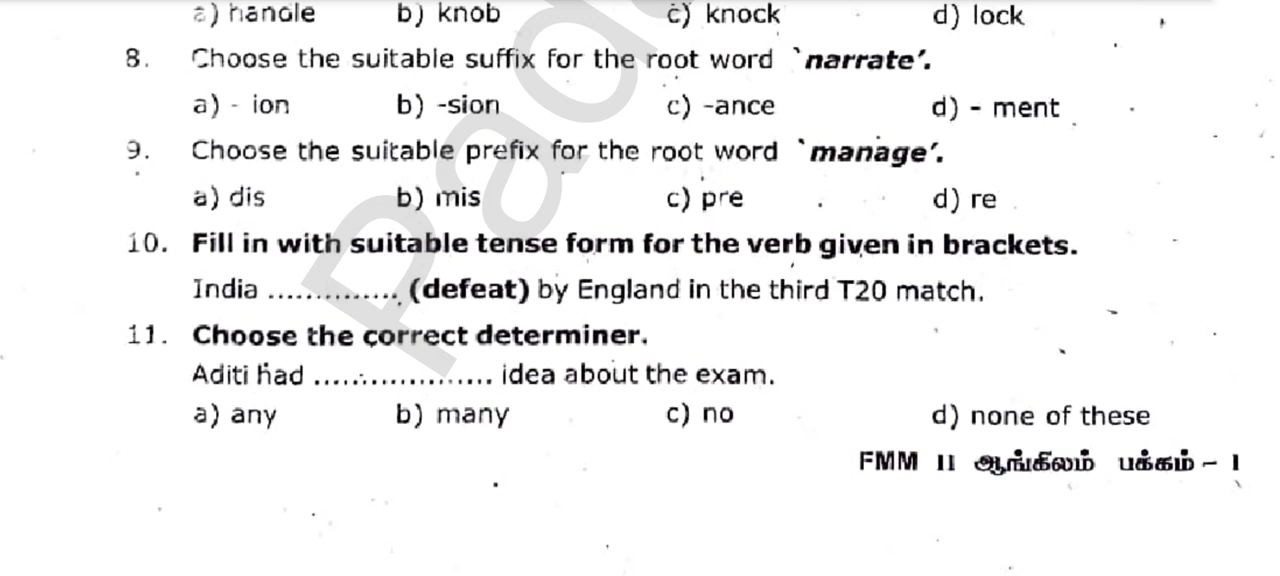 a) handle b) knob c) knock d) lock
8. Choose the suitable suffix for the root word `narrate'.
a) - ion b) -sion c) -ance d) - ment
9. Choose the suitable prefix for the root word `manage'.
a) dis b) mis c) pre d) re
10. Fill in with suitable tense form for the verb given in brackets.
India .............. (defeat) by England in the third T20 match.
11. Choose the correct determiner.
Aditi had ..................... idea about the exam.
a) any b) many c) no d) none of these
FMM 11 ஆங்கிலம் பக்கம் - 1